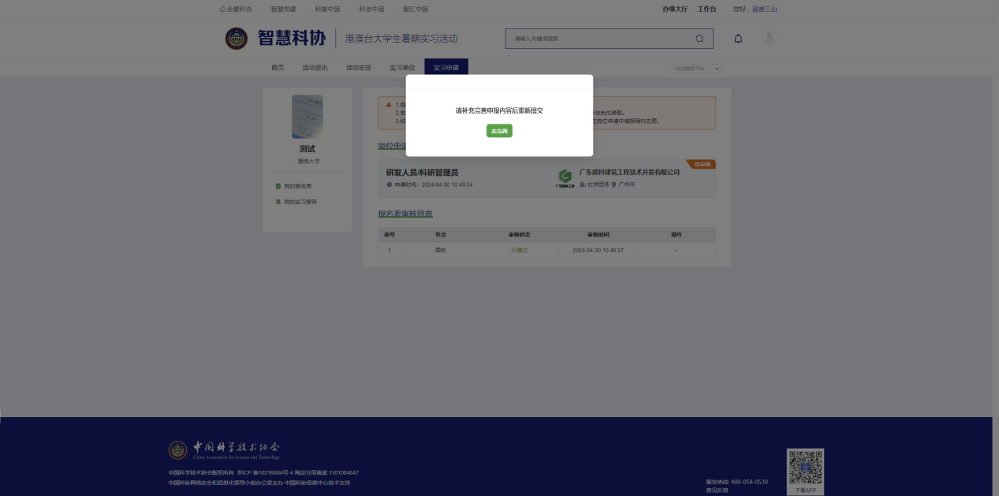 全景科协 智慧党建 科普中国 科创中国 智汇中国 办事大厅 工作台 您好，遥寄三山
智慧科协 港澳台大学生暑期实习活动 请输入关键词搜索
首页 活动资讯 活动安排 实习单位 实习申请 一站式服务平台
请补充完善申报内容后重新提交
去完善
测试
暨南大学
我的报名表
我的实习报告
1.
2.
3.如
与岗位录取。
在岗位申请中填报调剂志愿。
岗位申请
待审核
研发人员/科研管理员
申请时间：2024-04-30 10:49:54
广东建科建筑工程技术开发有限公司
社会团体 广州市
报名表审核信息
序号 节点 审核状态 审核时间 操作
1 高校 已通过 2024-04-30 10:46:27 --
中国科学技术协会
China Association for Science and Technology
中国科学技术协会版权所有 京ICP备10216604号-4 海淀分局备案 1101084647
中国科协网络安全和信息化领导小组办公室主办 中国科协信息中心技术支持
服务热线: 400-058-0530
意见反馈
下载APP